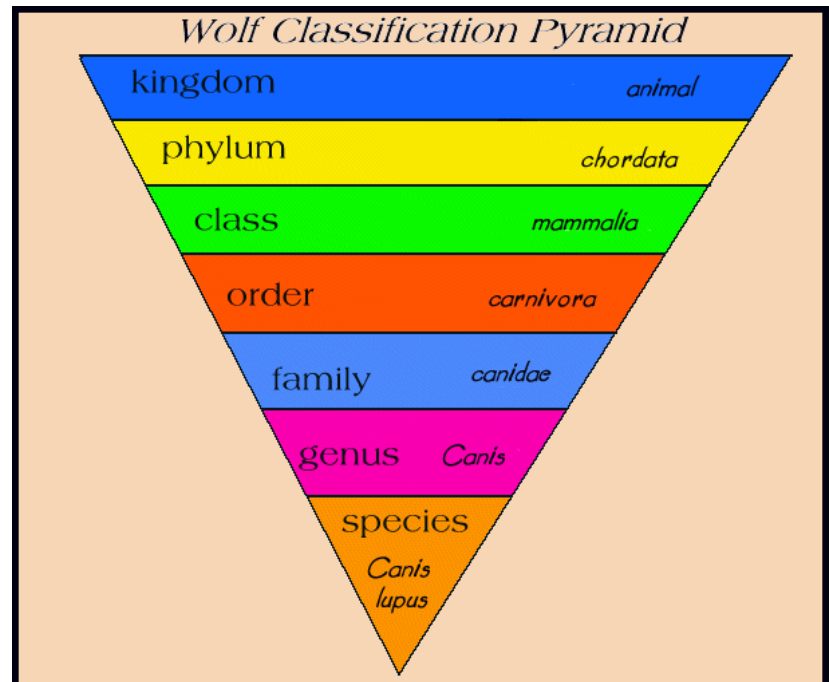 Wolf Classification Pyramid
kingdom animal
phylum chordata
class mammalia
order carnivora
family canidae
genus Canis
species
Canis
lupus